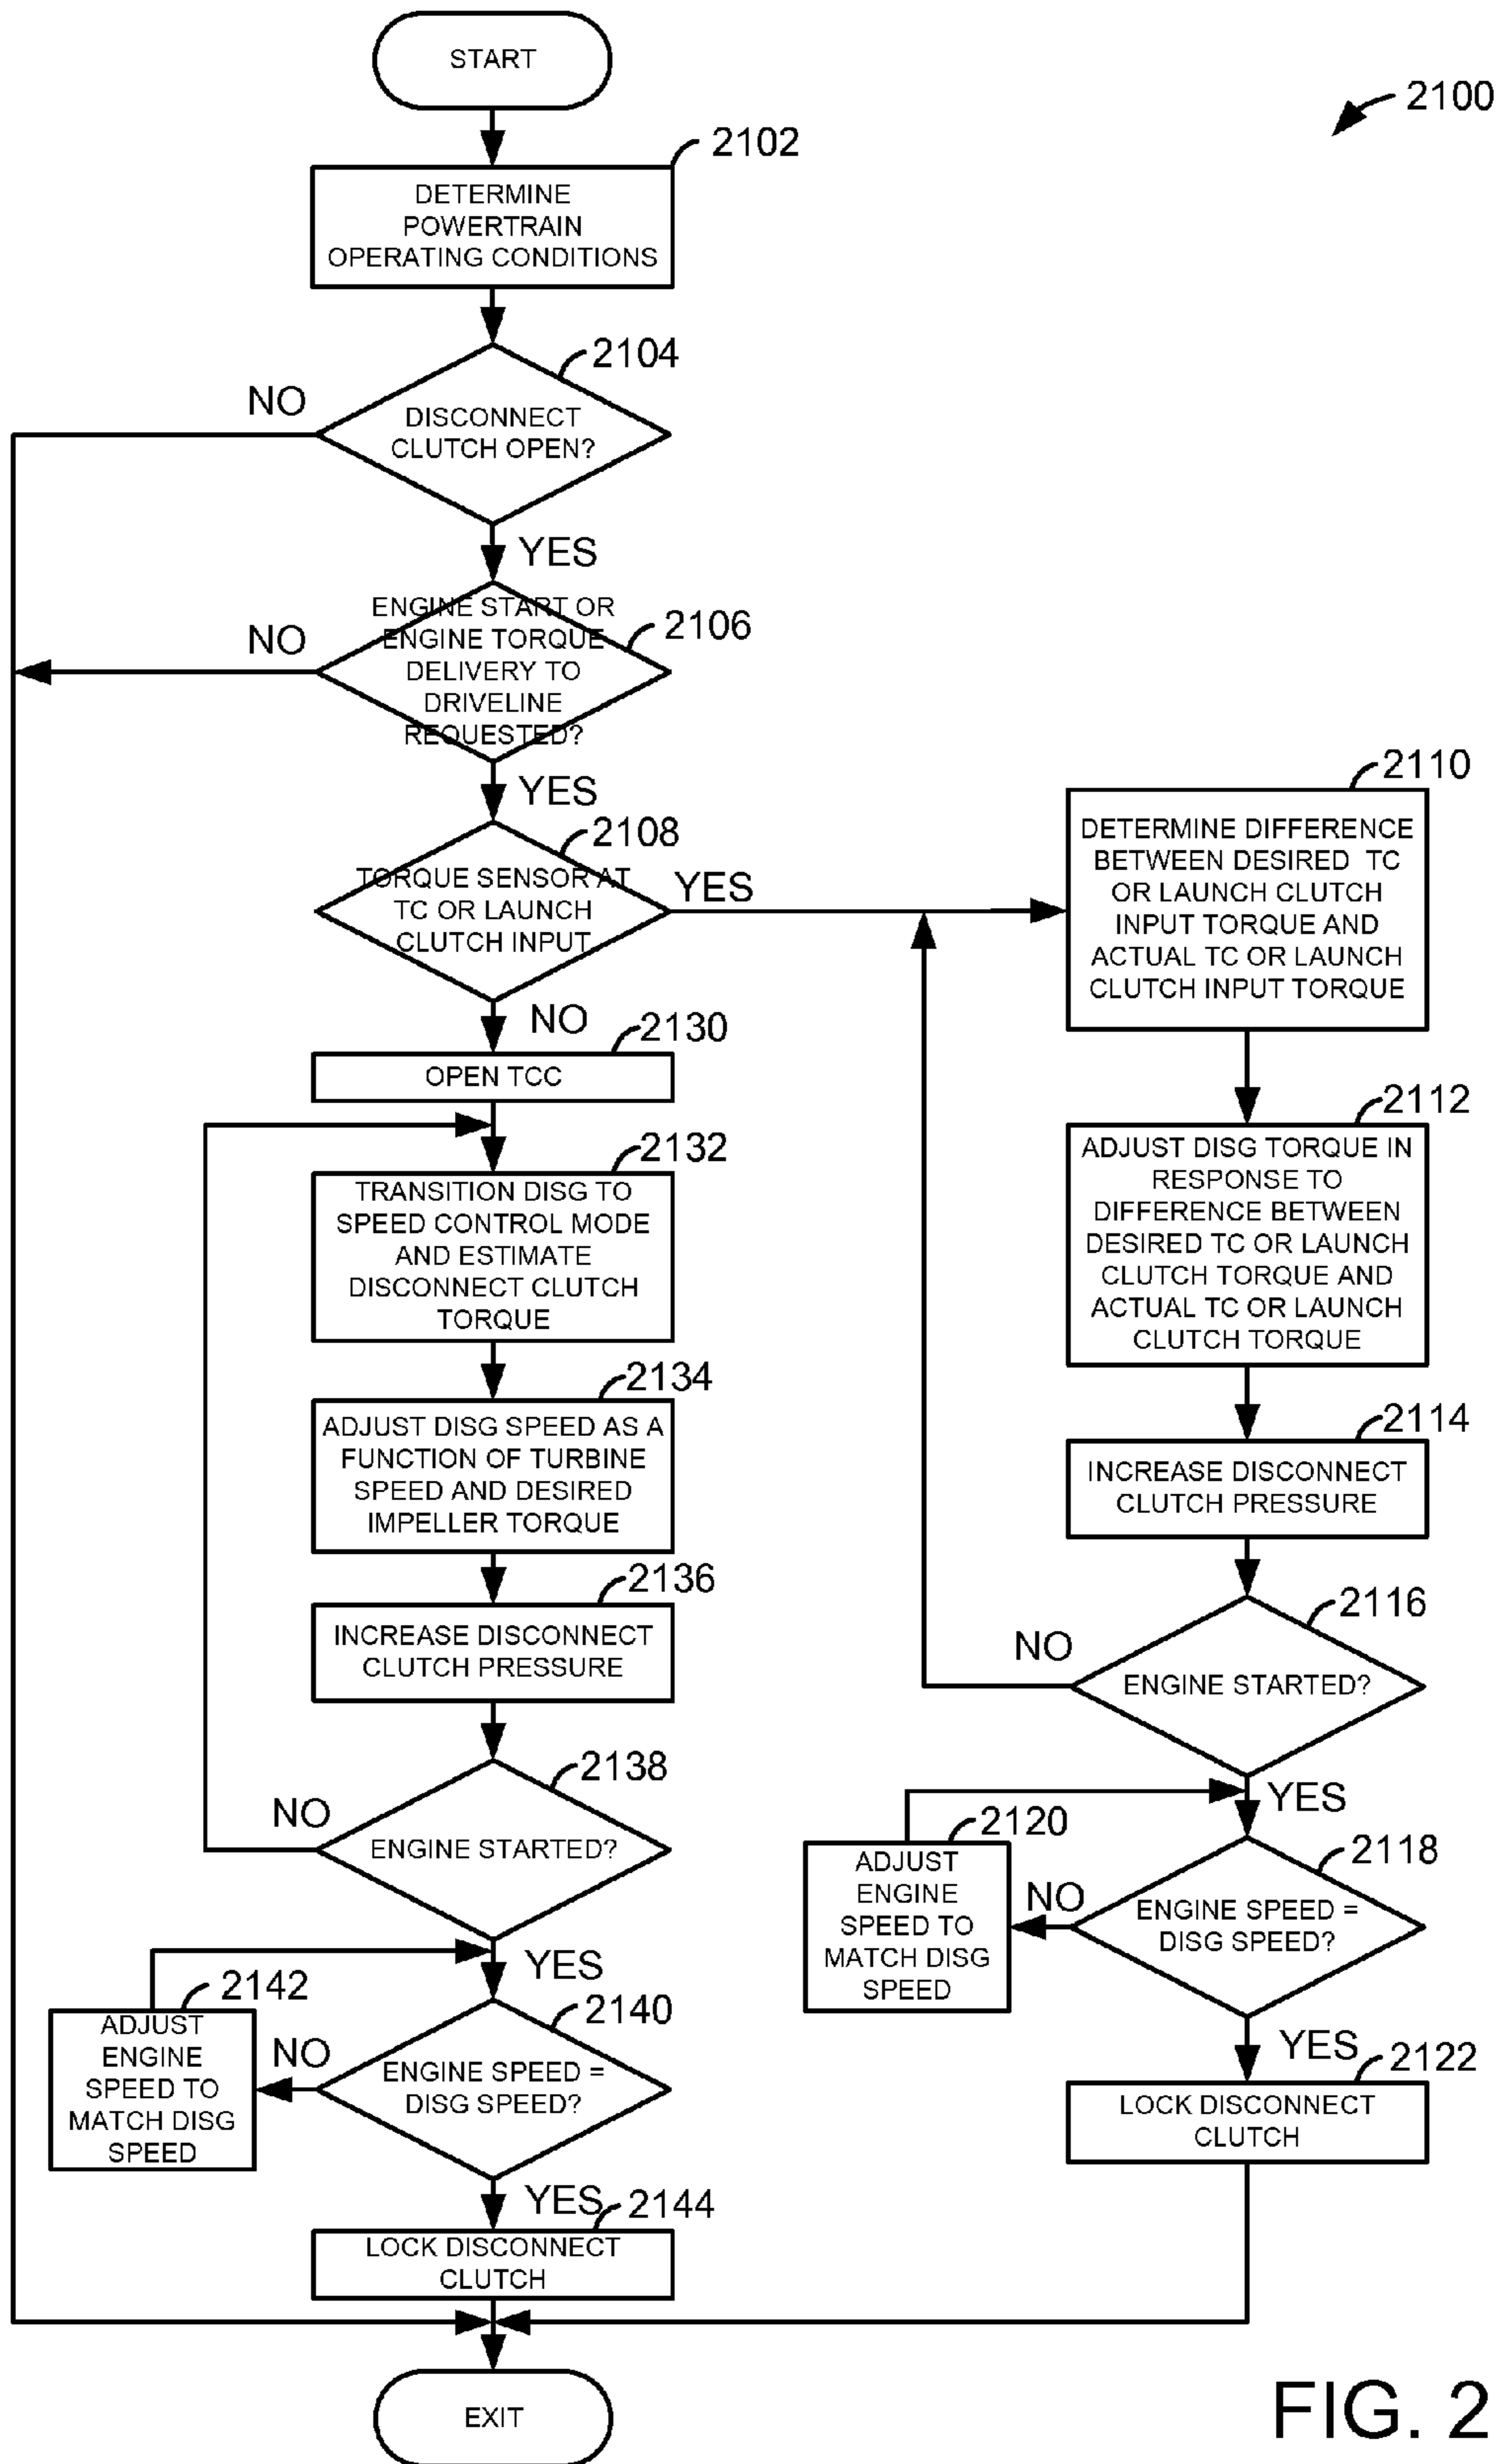 START
2100
2102
DETERMINE
POWERTRAIN
OPERATING CONDITIONS
2104
NO
DISCONNECT
CLUTCH OPEN?
YES
ENGINE START OR
ENGINE TORQUE
DELIVERY TO
DRIVELINE
REQUESTED?
2106
NO
YES
2108
TORQUE SENSOR AT
TC OR LAUNCH
CLUTCH INPUT
YES
NO
2110
DETERMINE DIFFERENCE
BETWEEN DESIRED TC
OR LAUNCH CLUTCH
INPUT TORQUE AND
ACTUAL TC OR LAUNCH
CLUTCH INPUT TORQUE
2112
ADJUST DISG TORQUE IN
RESPONSE TO
DIFFERENCE BETWEEN
DESIRED TC OR LAUNCH
CLUTCH TORQUE AND
ACTUAL TC OR LAUNCH
CLUTCH TORQUE
2114
INCREASE DISCONNECT
CLUTCH PRESSURE
2116
NO
ENGINE STARTED?
YES
2118
ENGINE SPEED =
DISG SPEED?
NO
2120
ADJUST
ENGINE
SPEED TO
MATCH DISG
SPEED
YES
2122
LOCK DISCONNECT
CLUTCH
2130
OPEN TCC
2132
TRANSITION DISG TO
SPEED CONTROL MODE
AND ESTIMATE
DISCONNECT CLUTCH
TORQUE
2134
ADJUST DISG SPEED AS A
FUNCTION OF TURBINE
SPEED AND DESIRED
IMPELLER TORQUE
2136
INCREASE DISCONNECT
CLUTCH PRESSURE
2138
NO
ENGINE STARTED?
YES
2140
ENGINE SPEED =
DISG SPEED?
NO
2142
ADJUST
ENGINE
SPEED TO
MATCH DISG
SPEED
YES
2144
LOCK DISCONNECT
CLUTCH
EXIT
FIG. 2